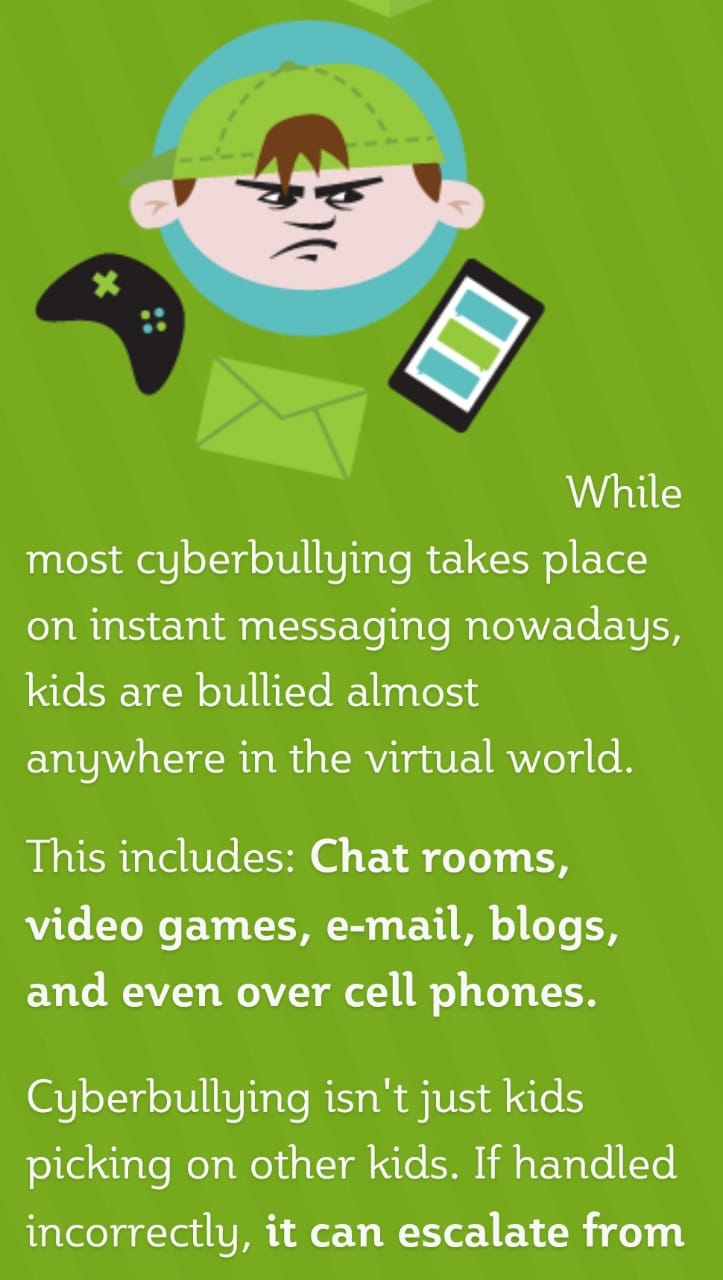 While
most cyberbullying takes place
on instant messaging nowadays,
kids are bullied almost
anywhere in the virtual world.
This includes: Chat rooms,
video games, e-mail, blogs,
and even over cell phones.
Cyberbullying isn't just kids
picking on other kids. If handled
incorrectly, it can escalate from